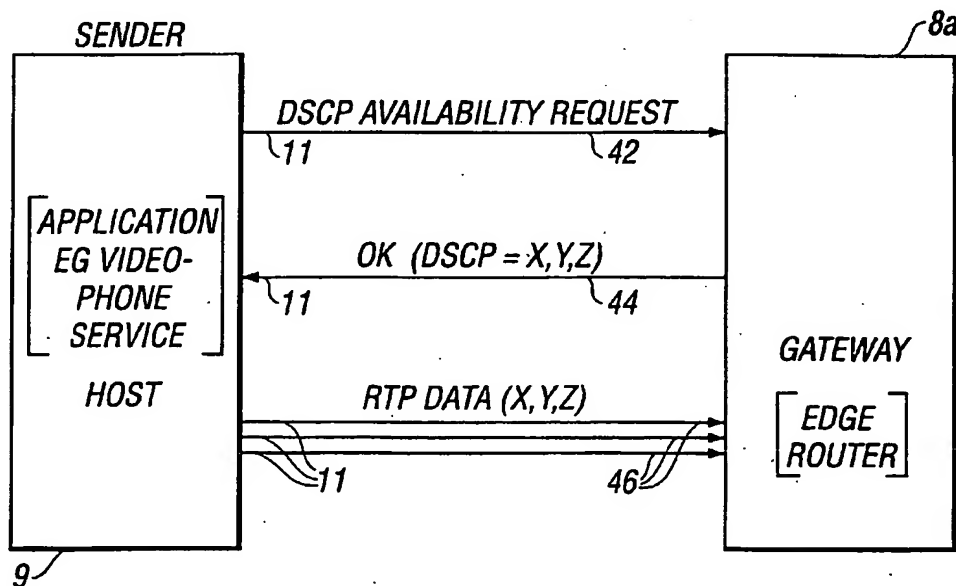 SENDER
8a
DSCP AVAILABILITY REQUEST
11
42
[APPLICATION
EG VIDEO-
PHONE
SERVICE]
HOST
OK (DSCP = X,Y,Z)
11
44
RTP DATA (X,Y,Z)
11
46
GATEWAY
[EDGE
ROUTER]
9